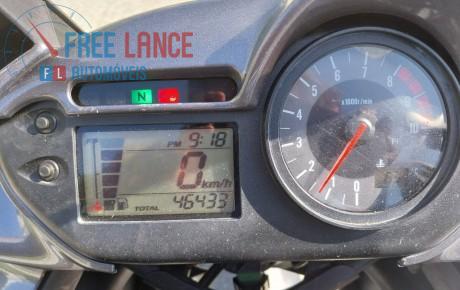 FREE LANCE
FL AUTOMÓVEIS
N
PM 9:18
0 km/h
TOTAL 46433
0 1 2 3 4 5 6 7 8 10
x1000r/min